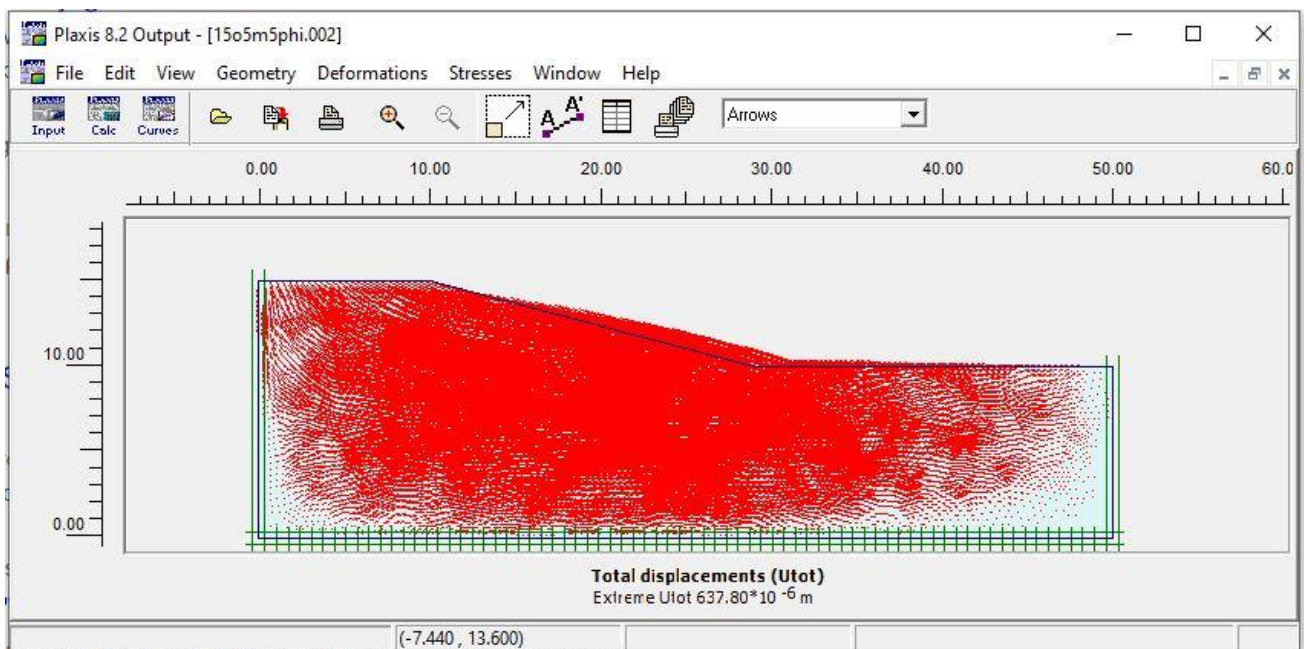 Plaxis 8.2 Output - [15o5m5phi.002]
File Edit View Geometry Deformations Stresses Window Help
Input Calc Curves A A' Arrows
0.00 10.00 20.00 30.00 40.00 50.00 60.0
10.00
0.00
Total displacements (Utot)
Extreme Utot 637.80*10 -6 m
(-7.440 , 13.600)